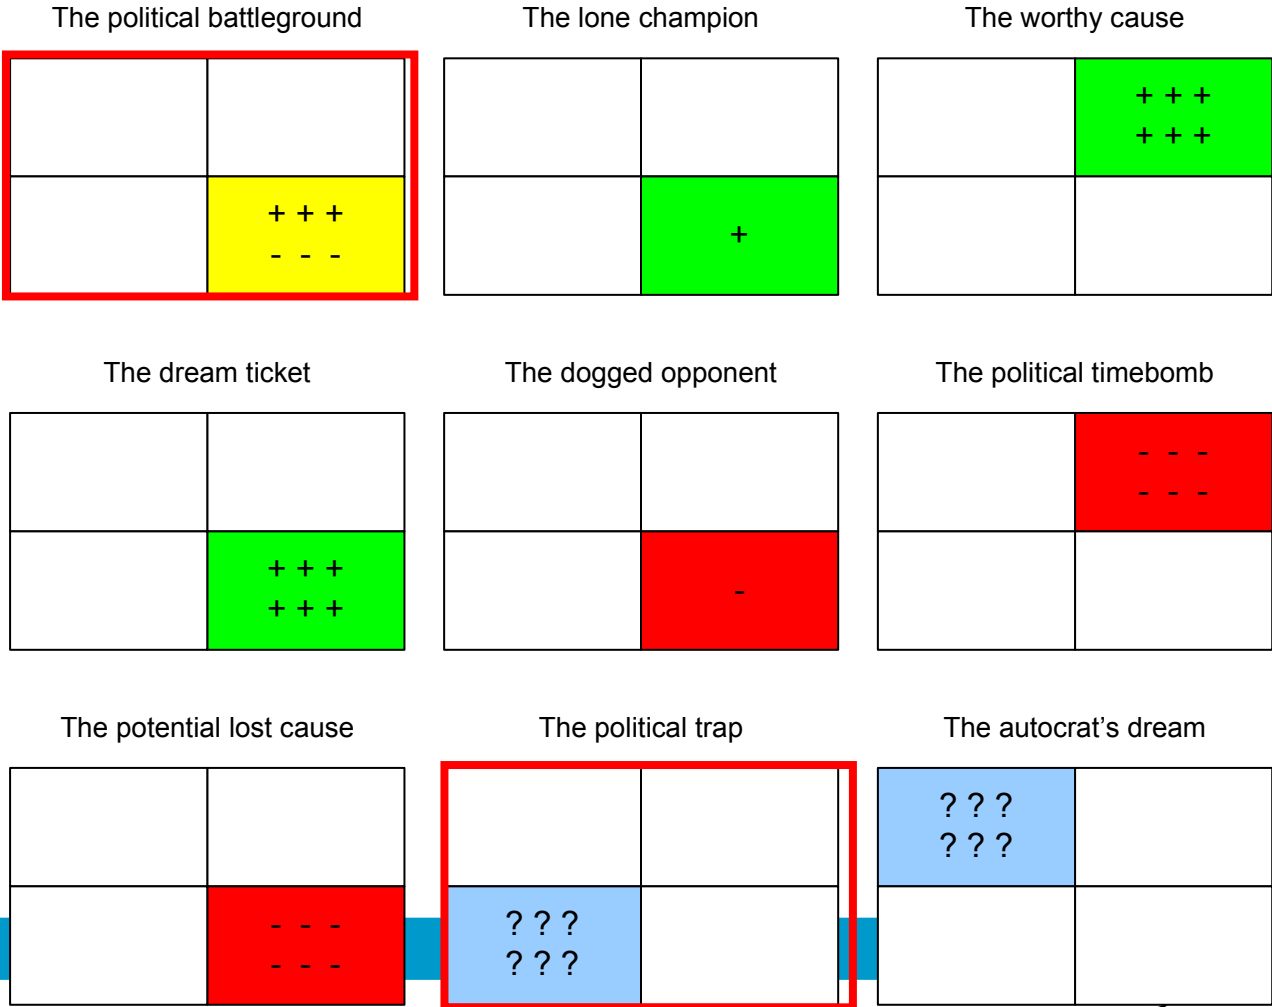 The political battleground
The lone champion
The worthy cause
+ + +
- - -
+
+ + +
+ + +
The dream ticket
The dogged opponent
The political timebomb
+ + +
+ + +
-
- - -
- - -
The potential lost cause
The political trap
The autocrat’s dream
- - -
- - -
? ? ?
? ? ?
? ? ?
? ? ?